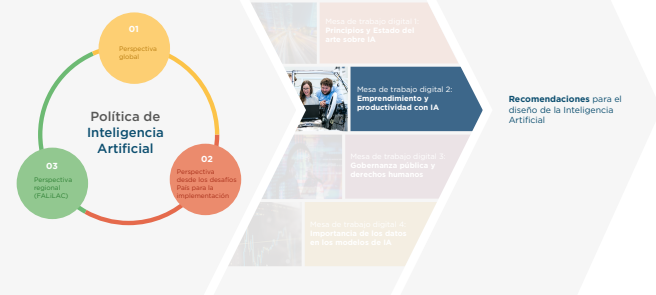 01
Perspectiva
global
Política de
Inteligencia
Artificial
03
Perspectiva
regional
(FALILAC)
02
Perspectiva
desde los desafíos
País para la
implementación
Mesa de trabajo digital 1:
Principios y Estado del
arte sobre IA
Mesa de trabajo digital 2:
Emprendimiento y
productividad con IA
Mesa de trabajo digital 3:
Gobernanza pública y
derechos humanos
Mesa de trabajo digital 4:
Importancia de los datos
en los modelos de IA
Recomendaciones para el
diseño de la Inteligencia
Artificial